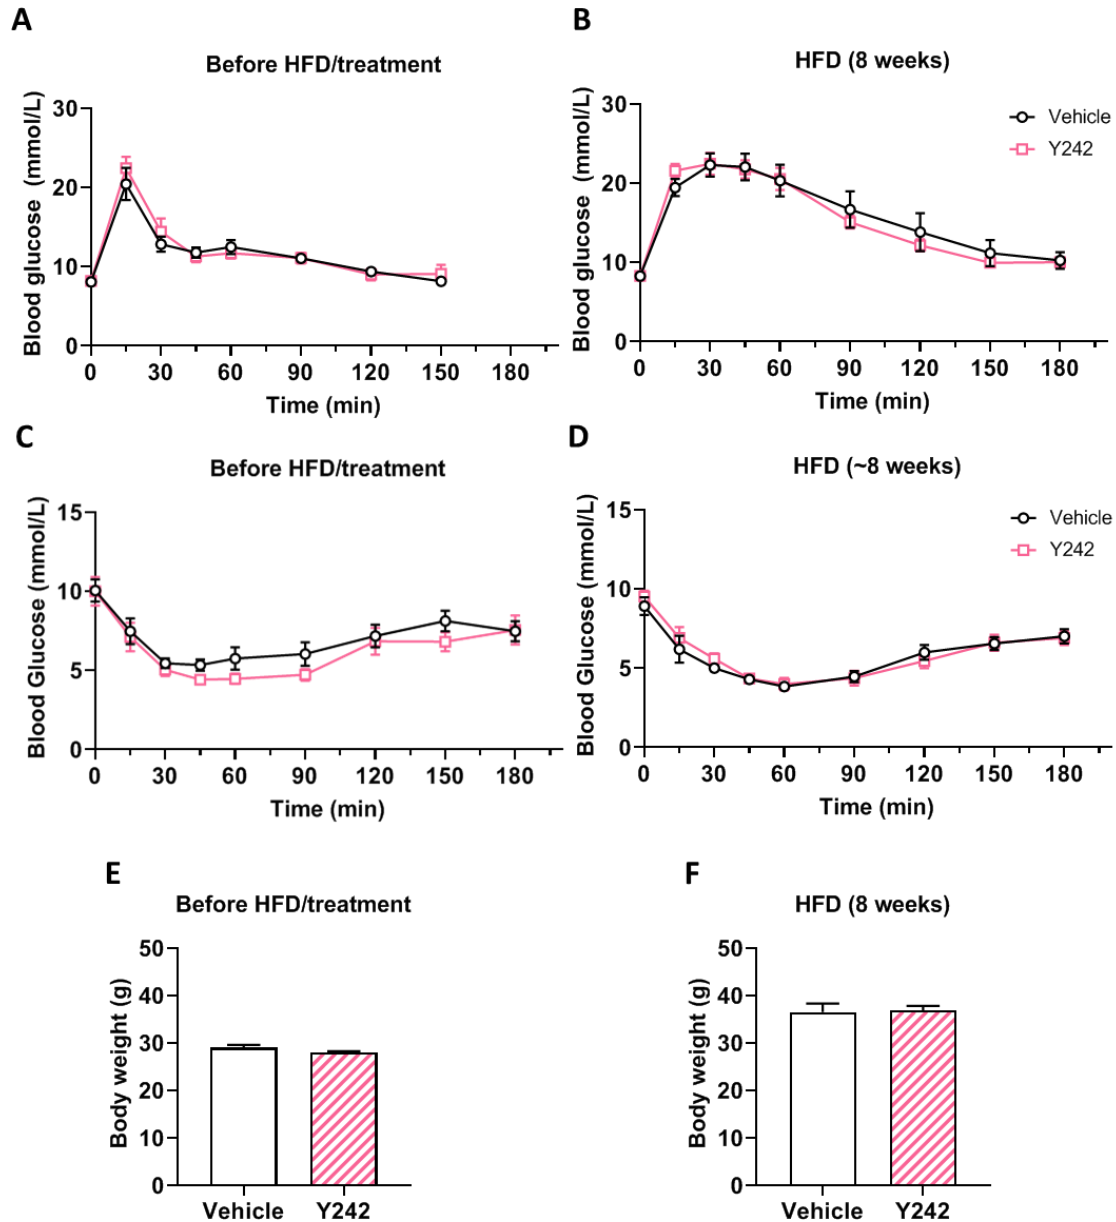 A
Before HFD/treatment
Blood glucose (mmol/L)
30
20
10
0
0 30 60 90 120 150 180
Time (min)
B
HFD (8 weeks)
Blood glucose (mmol/L)
30
20
10
0
0 30 60 90 120 150 180
Time (min)
Vehicle
Y242
C
Before HFD/treatment
Blood Glucose (mmol/L)
15
10
5
0
0 30 60 90 120 150 180
Time (min)
D
HFD (~8 weeks)
Blood Glucose (mmol/L)
15
10
5
0
0 30 60 90 120 150 180
Time (min)
Vehicle
Y242
E
Before HFD/treatment
Body weight (g)
50
40
30
20
10
0
Vehicle Y242
F
HFD (8 weeks)
Body weight (g)
50
40
30
20
10
0
Vehicle Y242